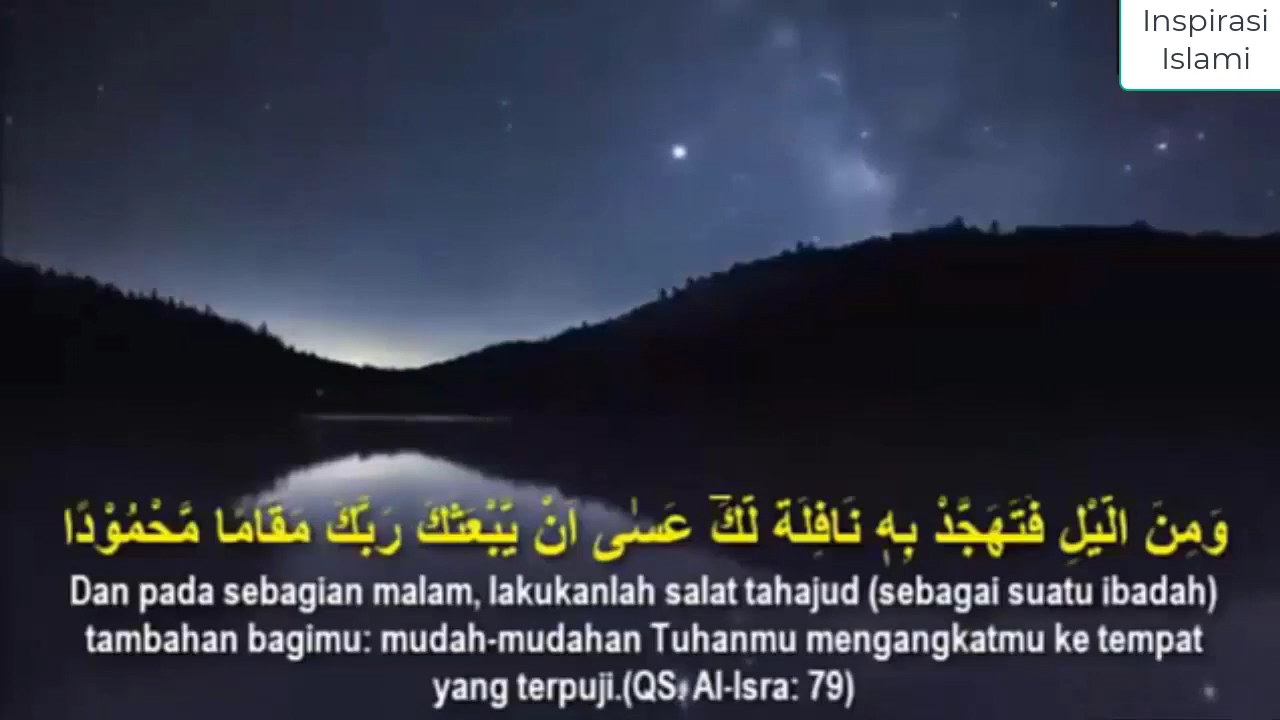 Inspirasi
Islami
وَمِنَ الَّيْلِ فَتَهَجَّدْ بِهٖ نَافِلَةً لَّكَۖ عَسٰٓى اَنْ يَّبْعَثَكَ رَبُّكَ مَقَامًا مَّحْمُوْدًا
Dan pada sebagian malam, lakukanlah salat tahajud (sebagai suatu ibadah)
tambahan bagimu: mudah-mudahan Tuhanmu mengangkatmu ke tempat
yang terpuji.(QS: Al-Isra: 79)